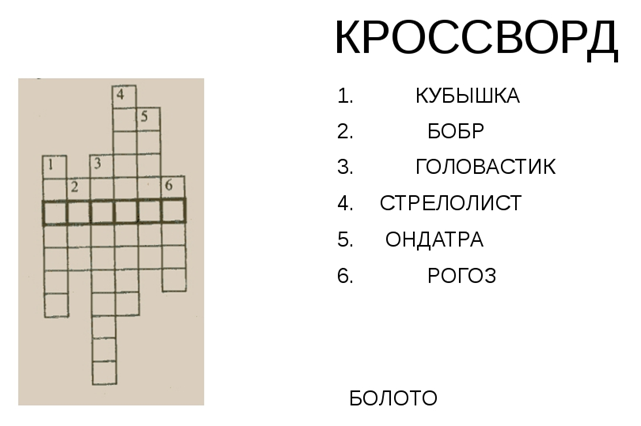 КРОССВОРД
4
5
1
3
2
6
1. КУБЫШКА
2. БОБР
3. ГОЛОВАСТИК
4. СТРЕЛОЛИСТ
5. ОНДАТРА
6. РОГОЗ
БОЛОТО